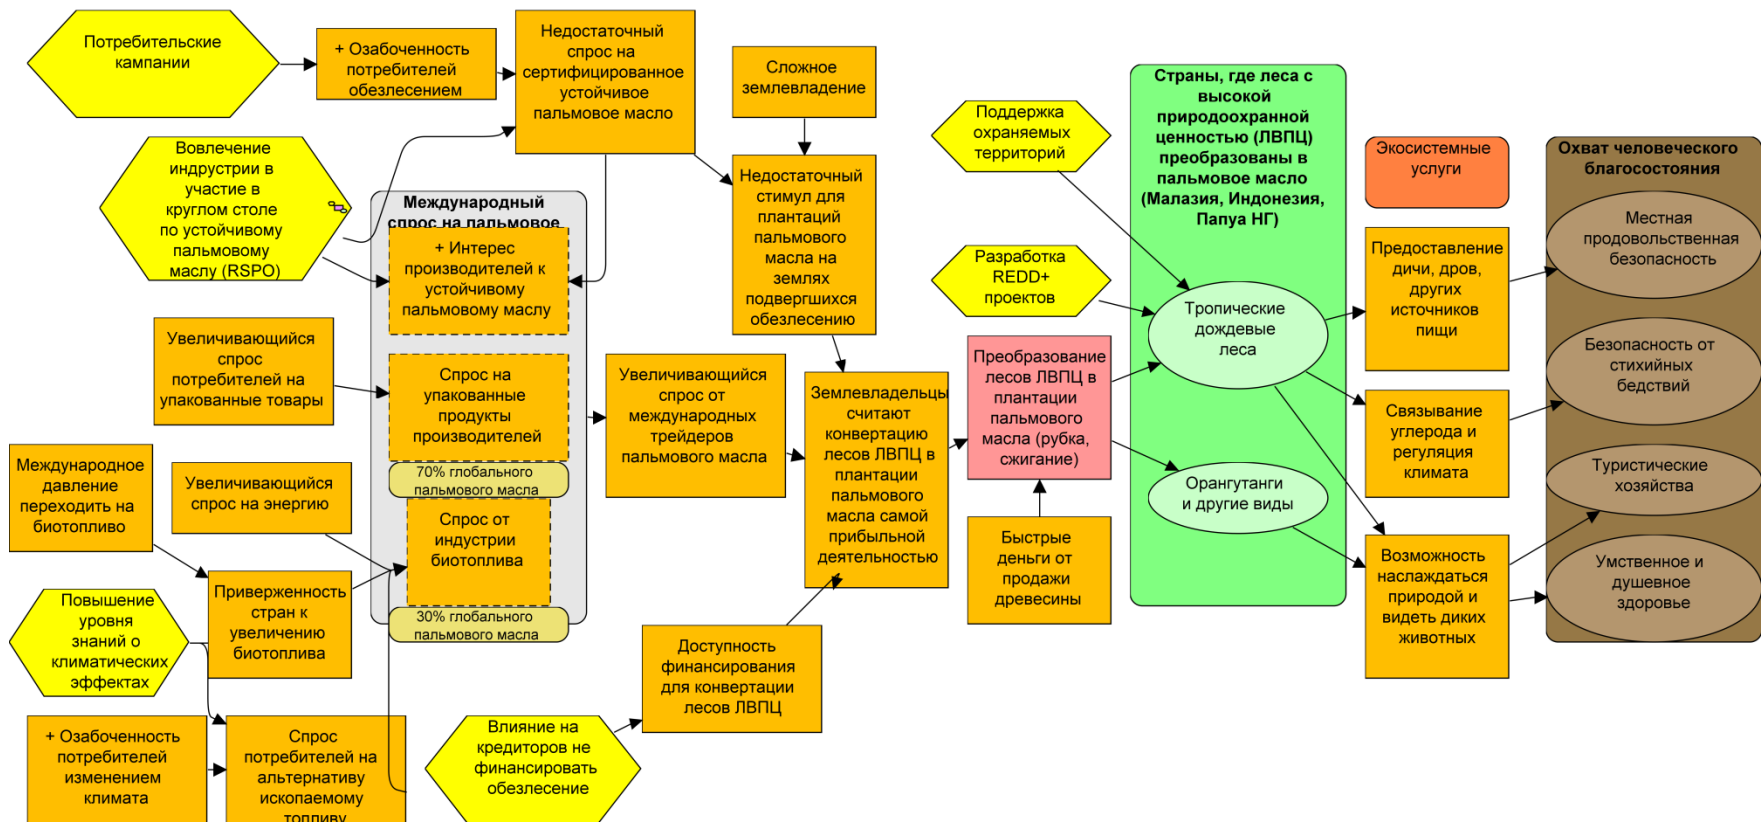 Потребительские
кампании
+ Озабоченность
потребителей
обезлесением
Недостаточный
спрос на
сертифицированное
устойчивое
пальмовое масло
Сложное
землевладение
Вовлечение
индрустрии в
участие в
круглом столе
по устойчивому
пальмовому
маслу (RSPO)
Международный
спрос на пальмовое
+ Интерес
производителей к
устойчивому
пальмовому маслу
Недостаточный
стимул для
плантаций
пальмового
масла на
землях
подвергшихся
обезлесению
Увеличивающийся
спрос
потребителей на
упакованные товары
Спрос на
упакованные
продукты
производителей
70% глобального
пальмового масла
Увеличивающийся
спрос от
международных
трейдеров
пальмового масла
Международное
давление
переходить на
биотопливо
Увеличивающийся
спрос на энергию
Спрос от
индустрии
биотоплива
30% глобального
пальмового масла
Приверженность
стран к
увеличению
биотоплива
Повышение
уровня
знаний о
климатических
эффектах
+ Озабоченность
потребителей
изменением
климата
Спрос
потребителей на
альтернативу
ископаемому
топливу
Влияние на
кредиторов не
финансировать
обезлесение
Доступность
финансирования
для конвертации
лесов ЛВПЦ
Землевладельцы
считают
конвертацию
лесов ЛВПЦ в
плантации
пальмового
масла самой
прибыльной
деятельностью
Поддержка
охраняемых
территорий
Разработка
REDD+
проектов
Преобразование
лесов ЛВПЦ в
плантации
пальмового
масла (рубка,
сжигание)
Быстрые
деньги от
продажи
древесины
Страны, где леса с
высокой
природоохранной
ценностью (ЛВПЦ)
преобразованы в
пальмовое масло
(Малазия, Индонезия,
Папуа НГ)
Тропические
дождевые
леса
Орангутанги
и другие виды
Экосистемные
услуги
Предоставление
дичи, дров,
других
источников
пищи
Связывание
углерода и
регуляция
климата
Возможность
наслаждаться
природой и
видеть диких
животных
Охват человеческого
благосостояния
Местная
продовольственная
безопасность
Безопасность от
стихийных
бедствий
Туристические
хозяйства
Умственное и
душевное
здоровье